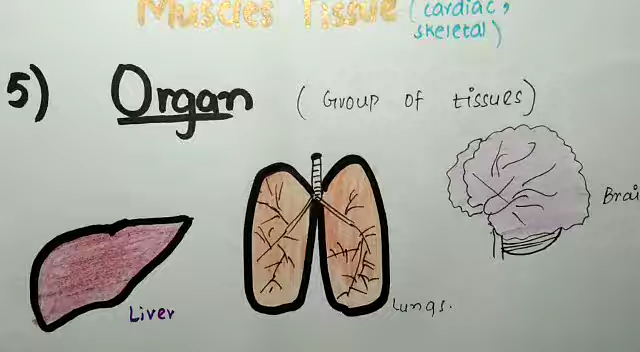 Muscles Tissue (cardiac,
skeletal)
5) Organ (Group of tissues)
Brai
Liver
Lungs.